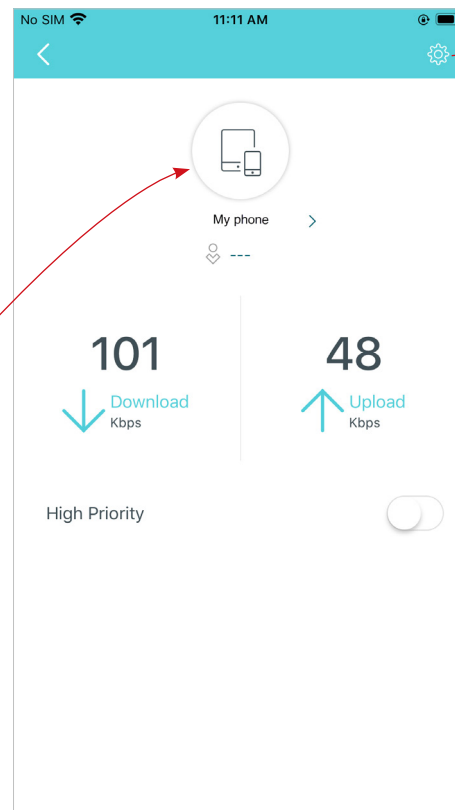 No SIM 11:11 AM
My phone
---
101 48
Download Upload
Kbps Kbps
High Priority